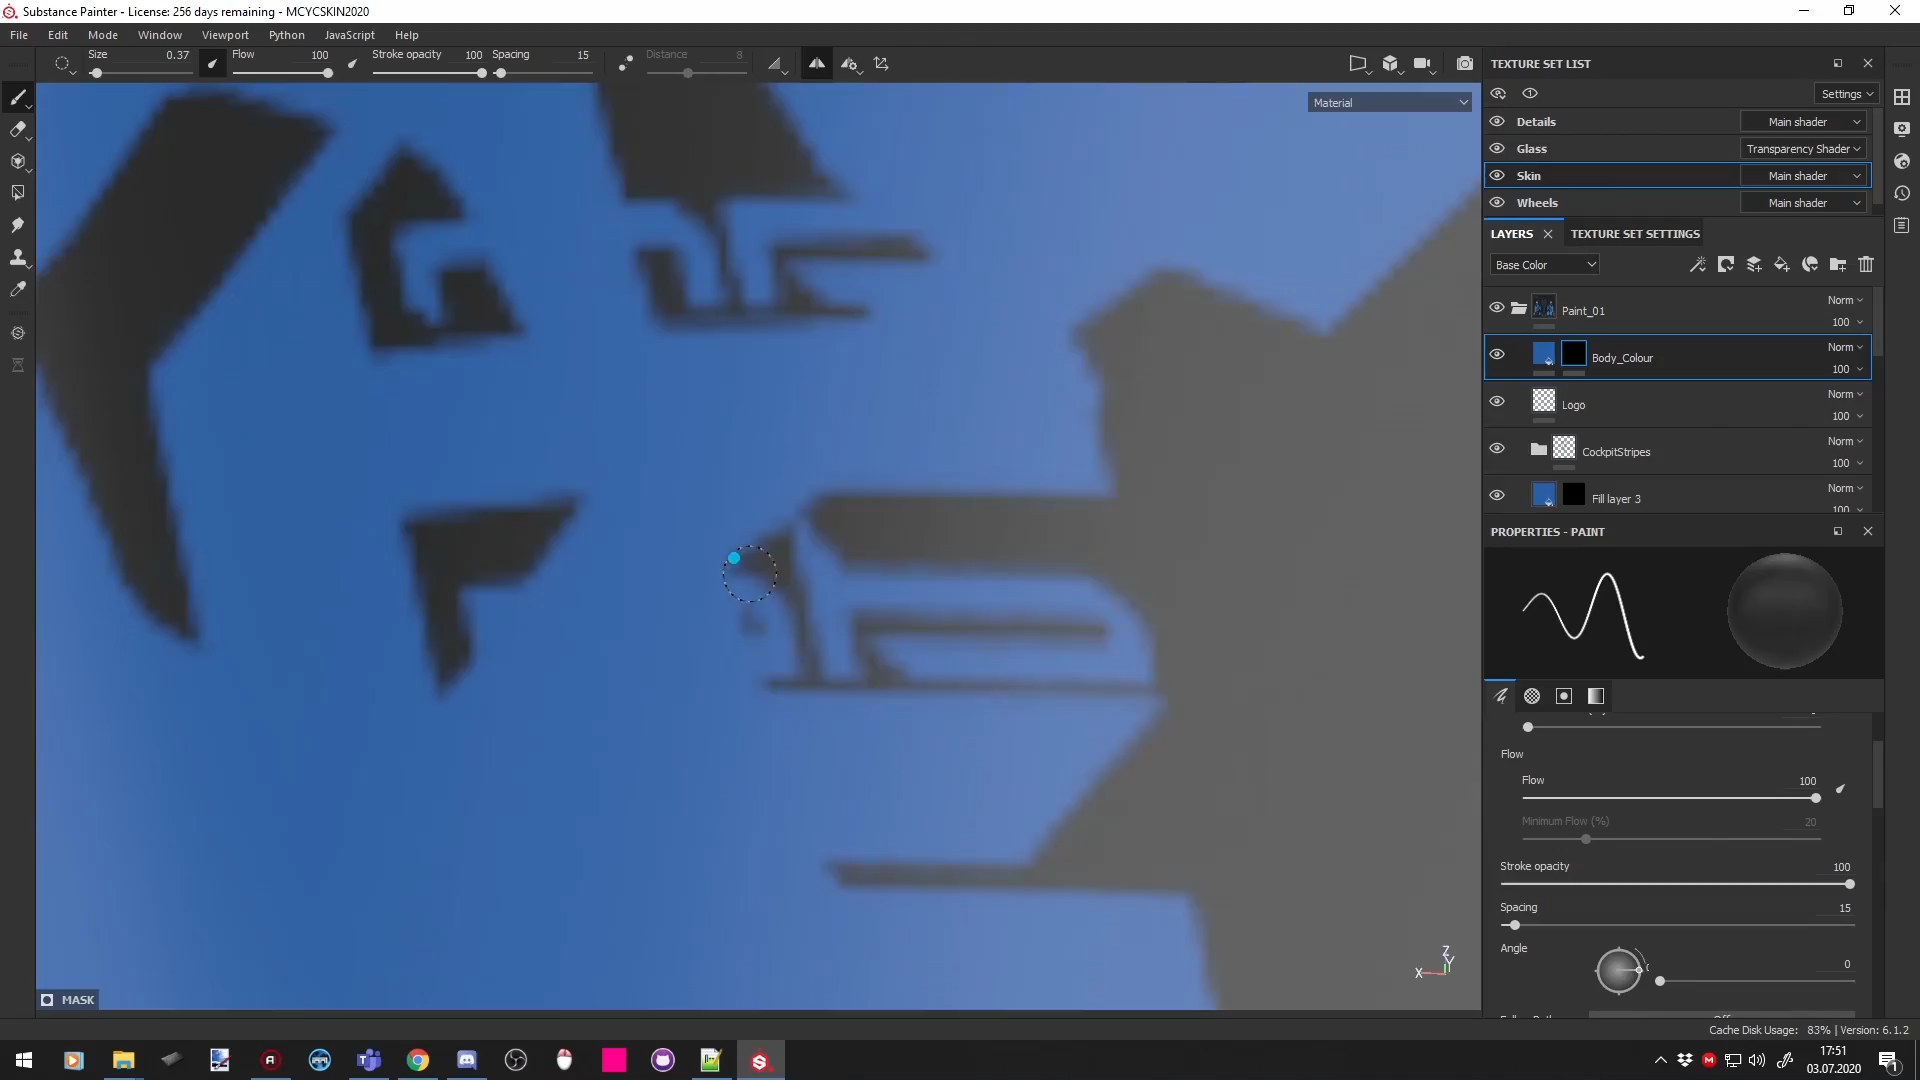 Substance Painter - License: 256 days remaining - MCYCSKIN2020
File Edit Mode Window Viewport Python JavaScript Help
Size 0.37 Flow 100 Stroke opacity 100 Spacing 15 Distance 8
Material
TEXTURE SET LIST
Settings
Details Main shader
Glass Transparency Shader
Skin Main shader
Wheels Main shader
LAYERS TEXTURE SET SETTINGS
Base Color
Paint_01 Norm 100
Body_Colour Norm 100
Logo Norm 100
CockpitStripes Norm 100
Fill layer 3 Norm 100
PROPERTIES - PAINT
Flow
Flow 100
Minimum Flow (%) 20
Stroke opacity 100
Spacing 15
Angle 0
Z
Y
X
MASK
Cache Disk Usage: 83% | Version: 6.1.2
17:51
03.07.2020